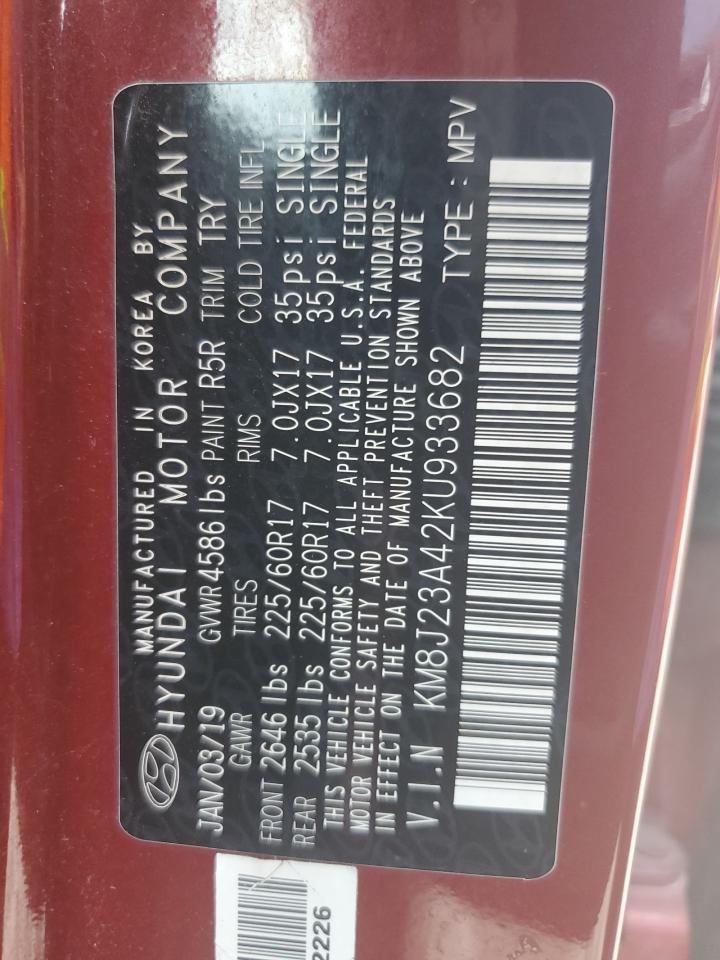 MANUFACTURED IN KOREA BY
HYUNDAI MOTOR COMPANY
JAN/03/19 GVWR 4586 lbs PAINT R5R TRIM TRY
GAWR TIRES RIMS COLD TIRE INFL
FRONT 2646 lbs 225/60R17 7.0JX17 35psi SINGLE
REAR 2535 lbs 225/60R17 7.0JX17 35psi SINGLE
THIS VEHICLE CONFORMS TO ALL APPLICABLE U.S.A. FEDERAL
MOTOR VEHICLE SAFETY AND THEFT PREVENTION STANDARDS
IN EFFECT ON THE DATE OF MANUFACTURE SHOWN ABOVE
V.I.N KM8J23A42KU933682 TYPE : MPV
2226